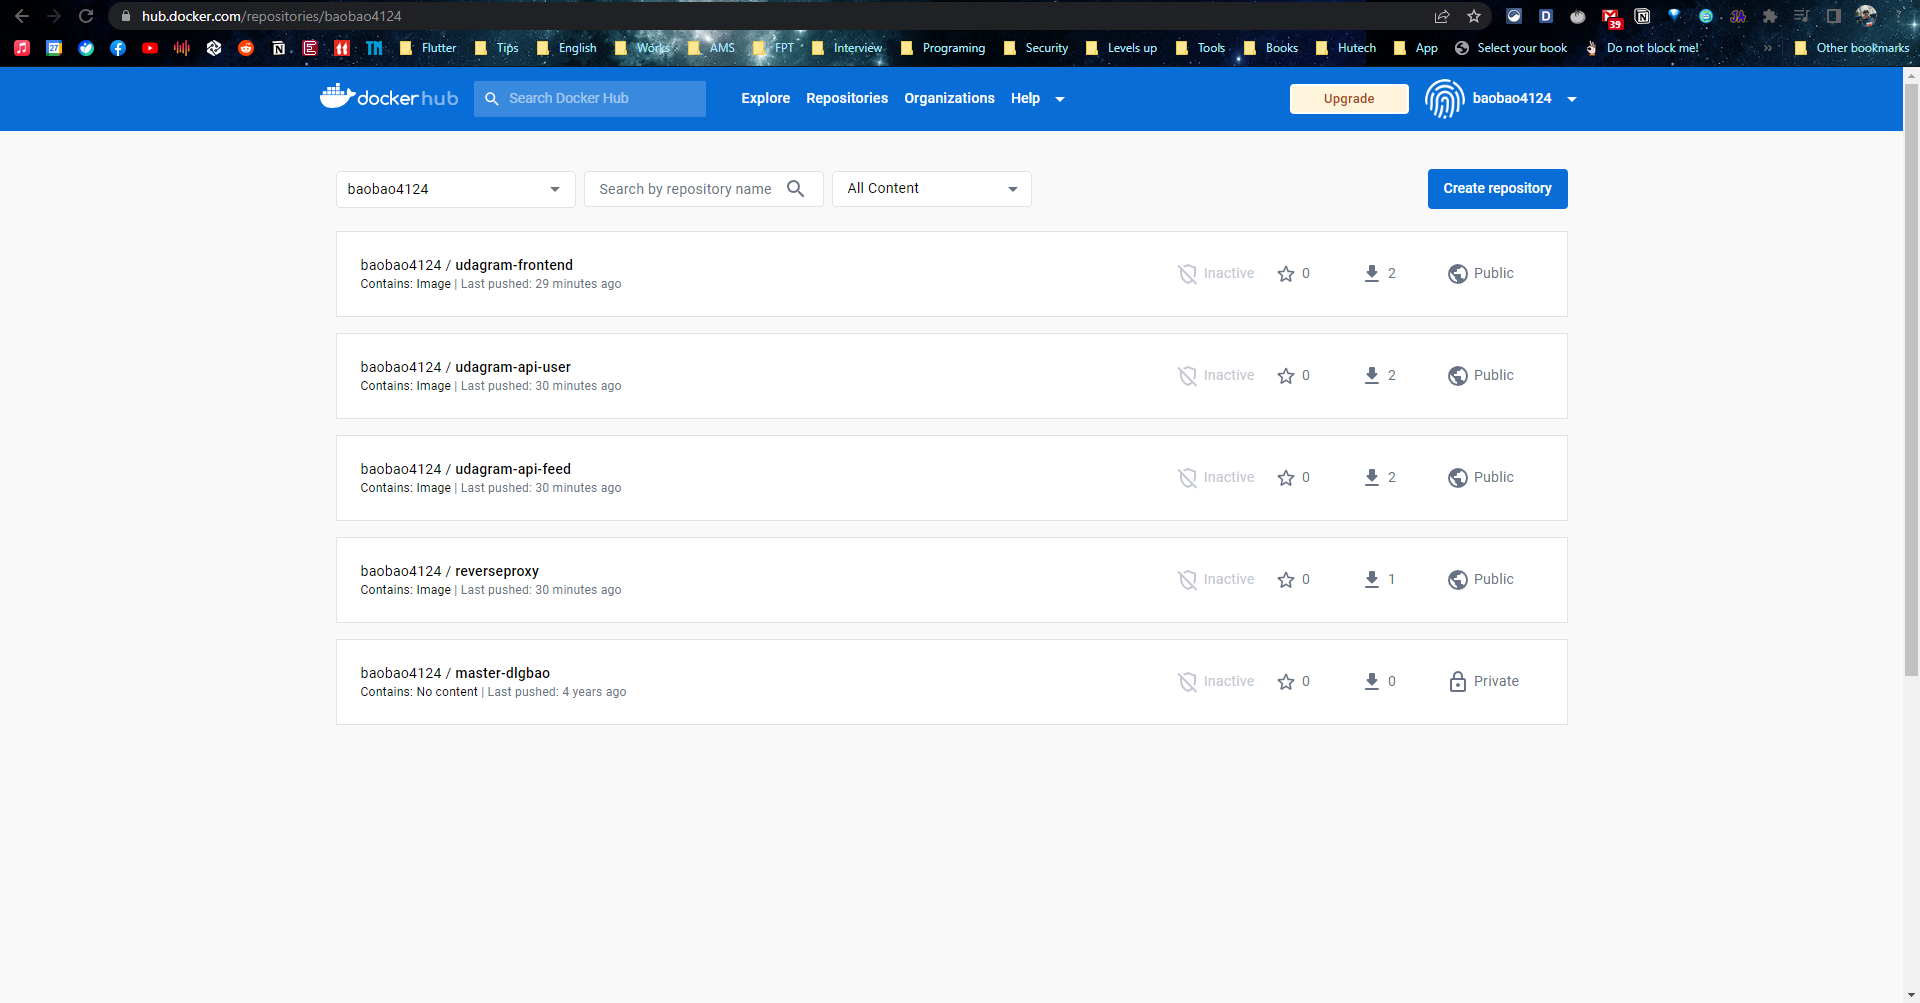 hub.docker.com/repositories/baobao4124
39
27
Flutter Tips English Works AMS FPT Interview Programing Security Levels up Tools Books Hutech App Select your book Do not block me! » Other bookmarks
docker hub Search Docker Hub Explore Repositories Organizations Help Upgrade baobao4124
baobao4124 Search by repository name All Content Create repository
baobao4124 / udagram-frontend
Contains: Image | Last pushed: 29 minutes ago
Inactive 0 2 Public
baobao4124 / udagram-api-user
Contains: Image | Last pushed: 30 minutes ago
Inactive 0 2 Public
baobao4124 / udagram-api-feed
Contains: Image | Last pushed: 30 minutes ago
Inactive 0 2 Public
baobao4124 / reverseproxy
Contains: Image | Last pushed: 30 minutes ago
Inactive 0 1 Public
baobao4124 / master-dlgbao
Contains: No content | Last pushed: 4 years ago
Inactive 0 0 Private